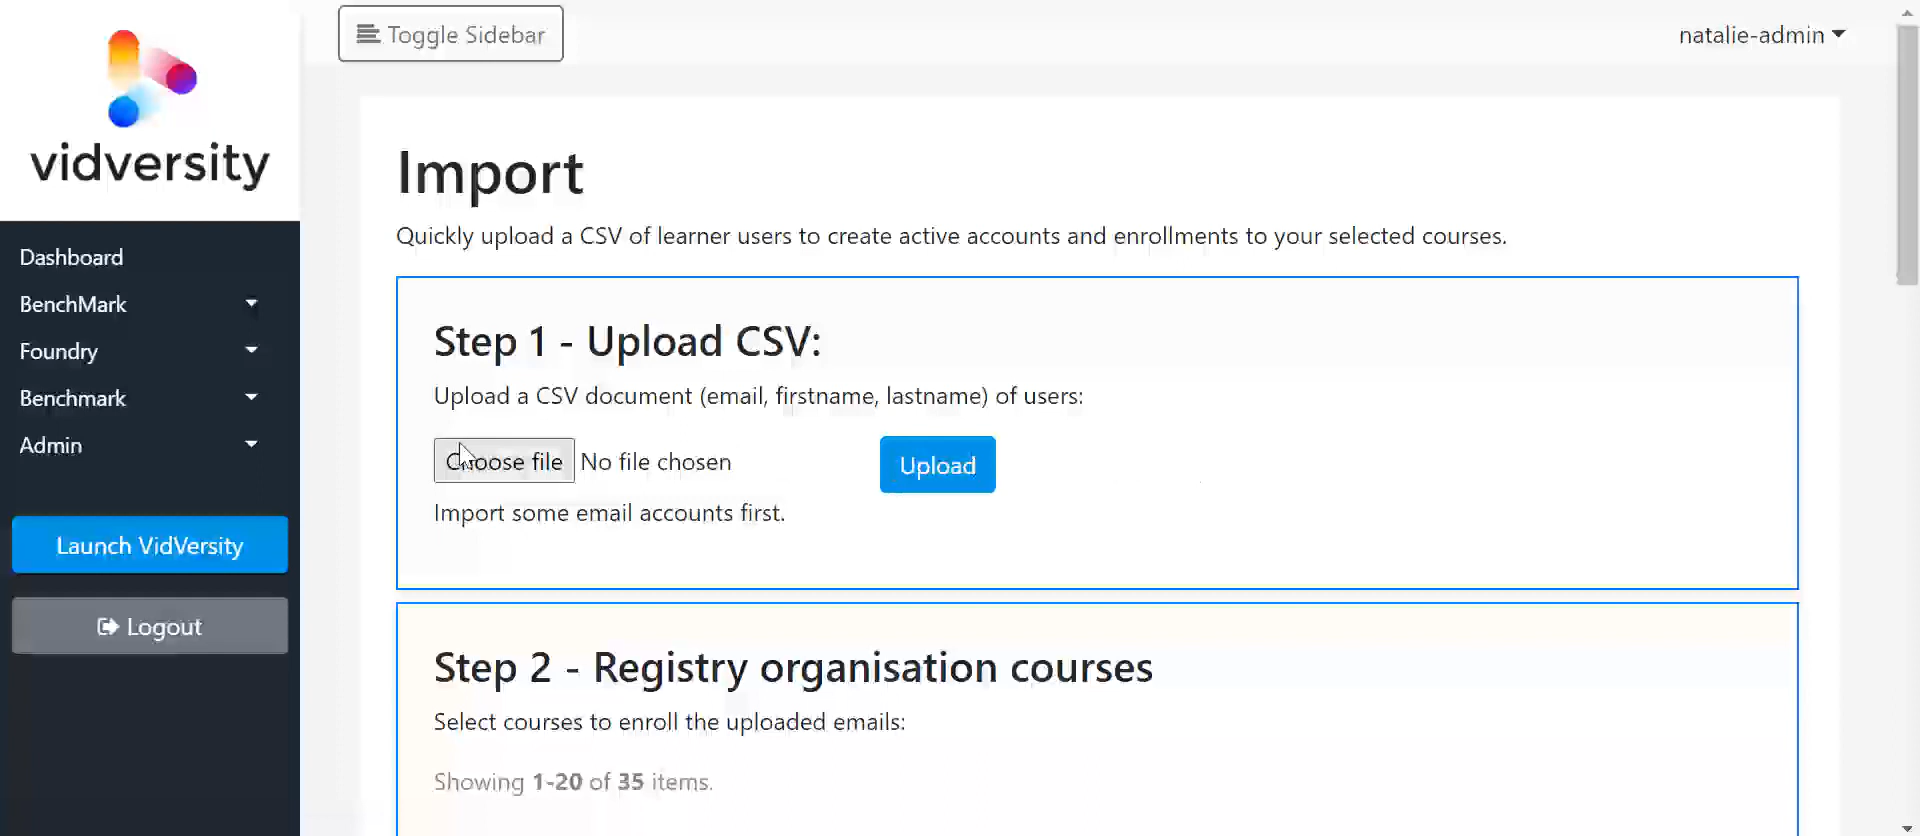 Toggle Sidebar
natalie-admin
vidversity
Dashboard
BenchMark
Foundry
Benchmark
Admin
Launch VidVersity
Logout
Import
Quickly upload a CSV of learner users to create active accounts and enrollments to your selected courses.
Step 1 - Upload CSV:
Upload a CSV document (email, firstname, lastname) of users:
Choose file No file chosen
Upload
Import some email accounts first.
Step 2 - Registry organisation courses
Select courses to enroll the uploaded emails:
Showing 1-20 of 35 items.